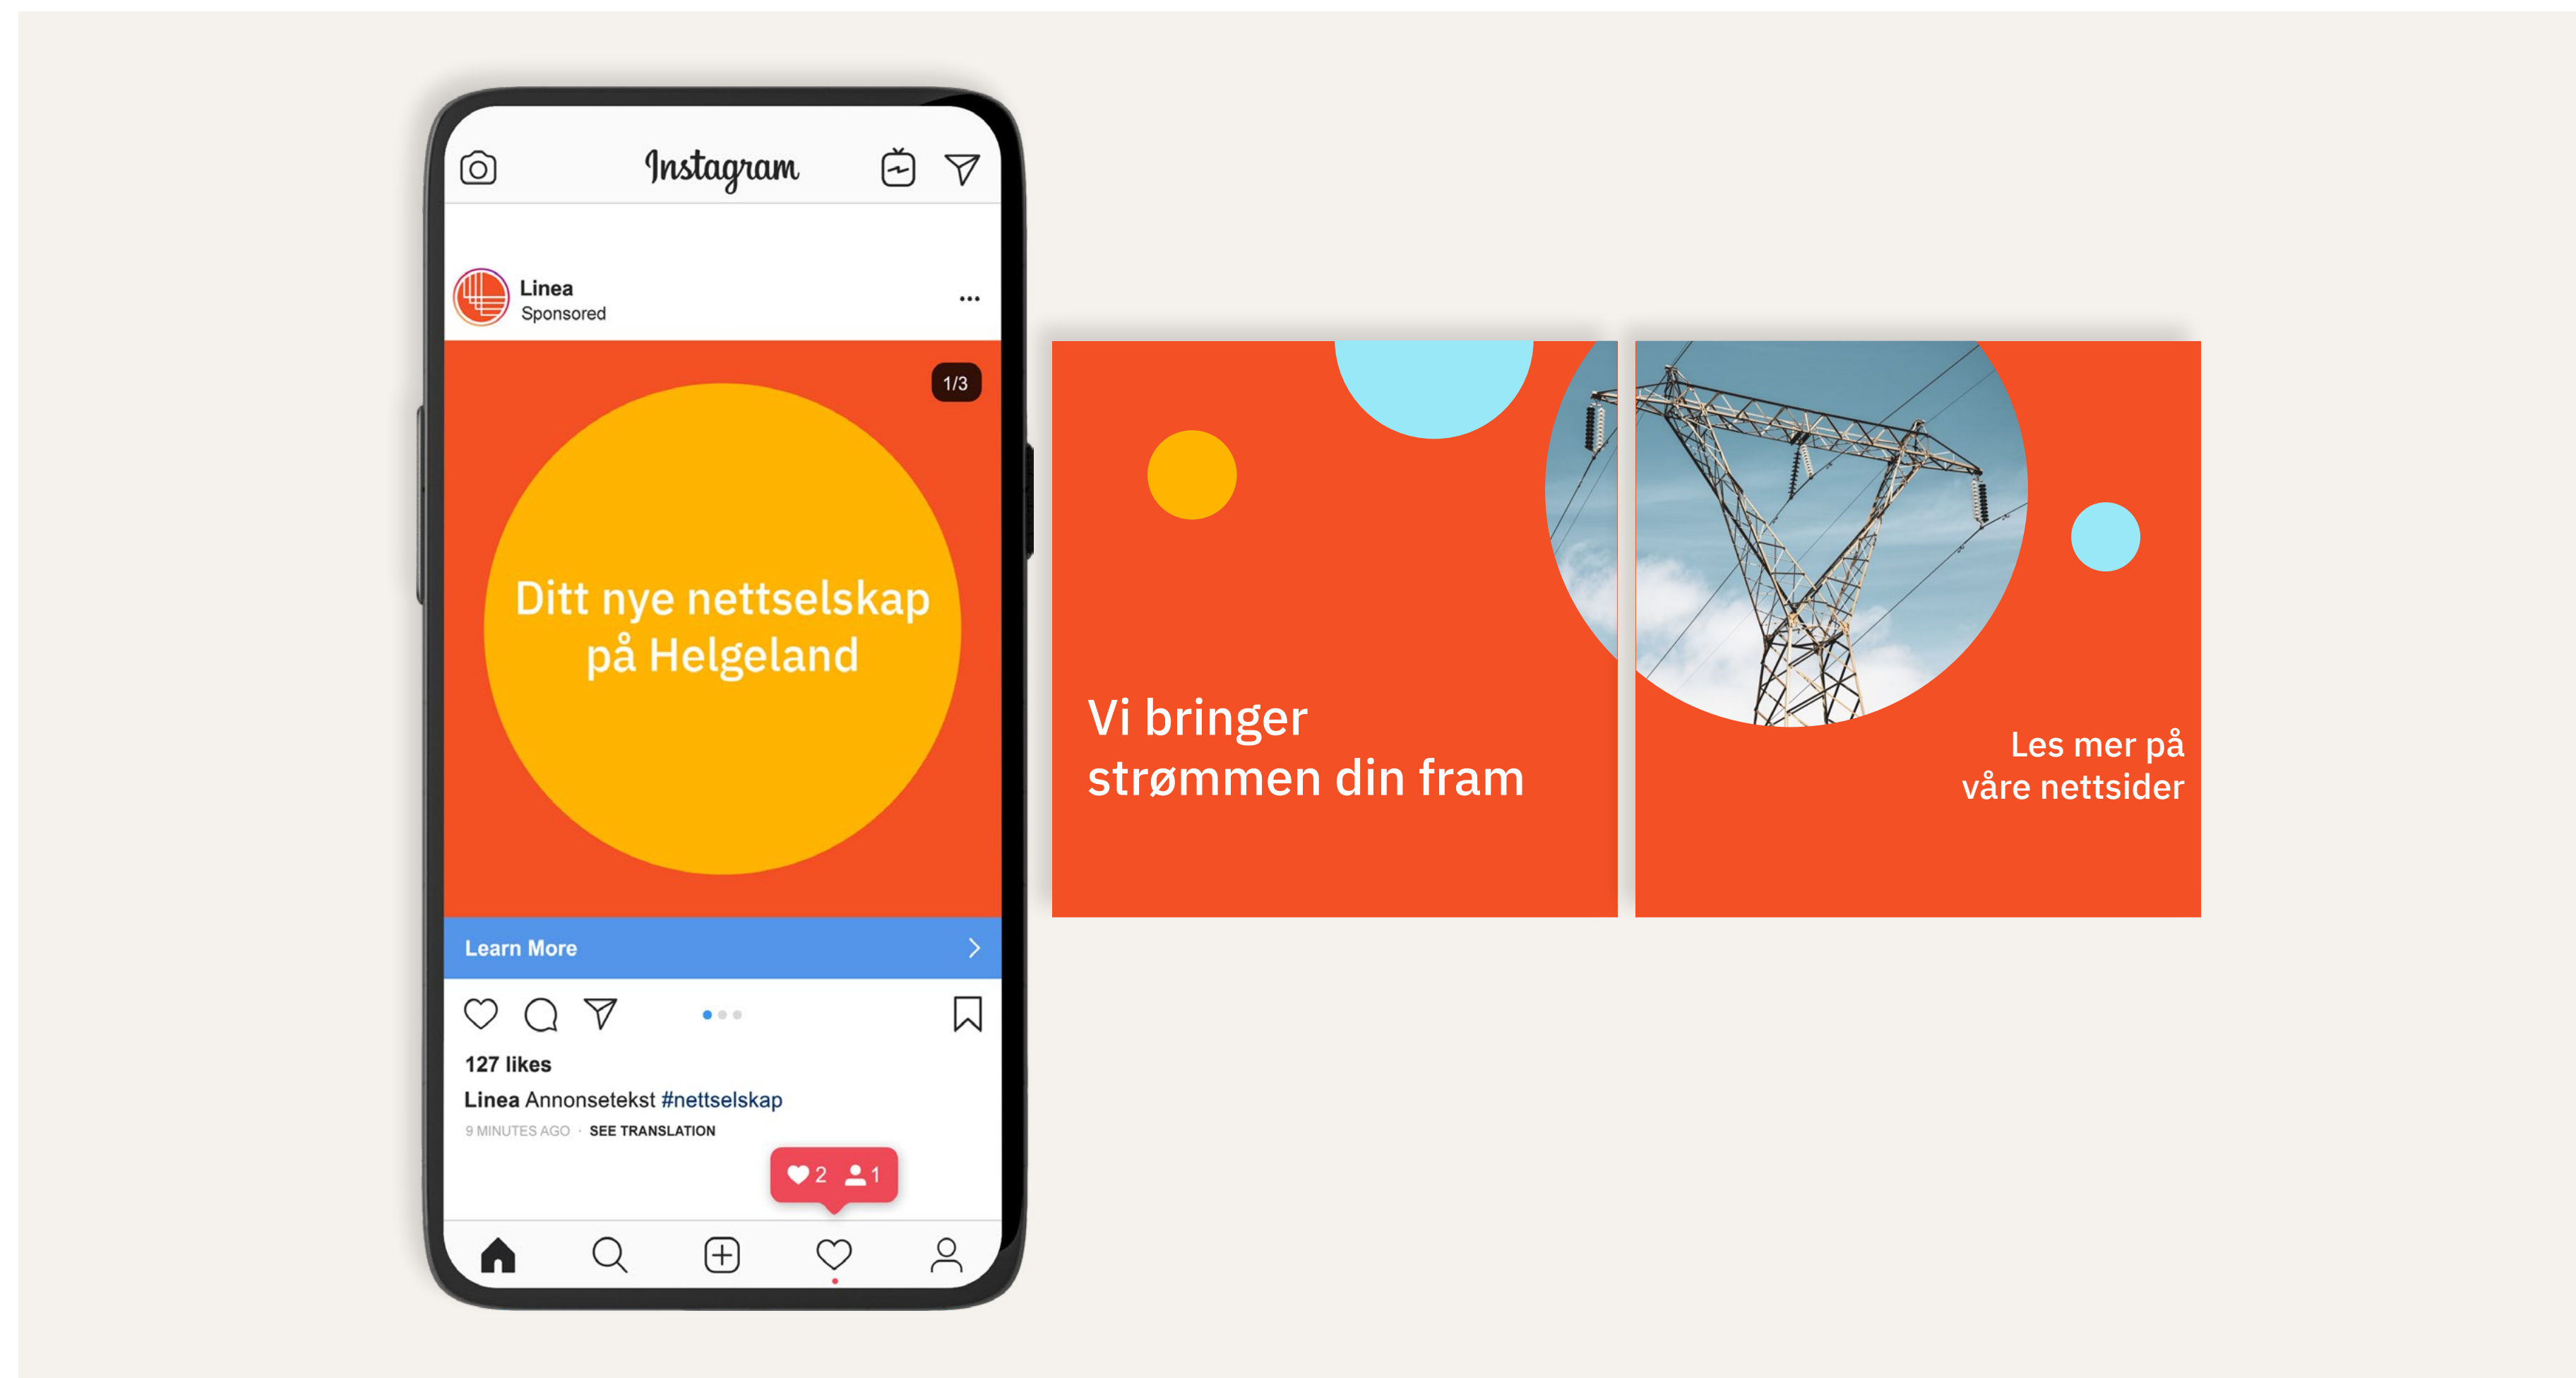 Instagram
Linea
Sponsored
1/3
Ditt nye nettselskap
på Helgeland
Learn More
127 likes
Linea Annonsetekst #nettselskap
9 MINUTES AGO · SEE TRANSLATION
2 1
Vi bringer
strømmen din fram
Les mer på
våre nettsider